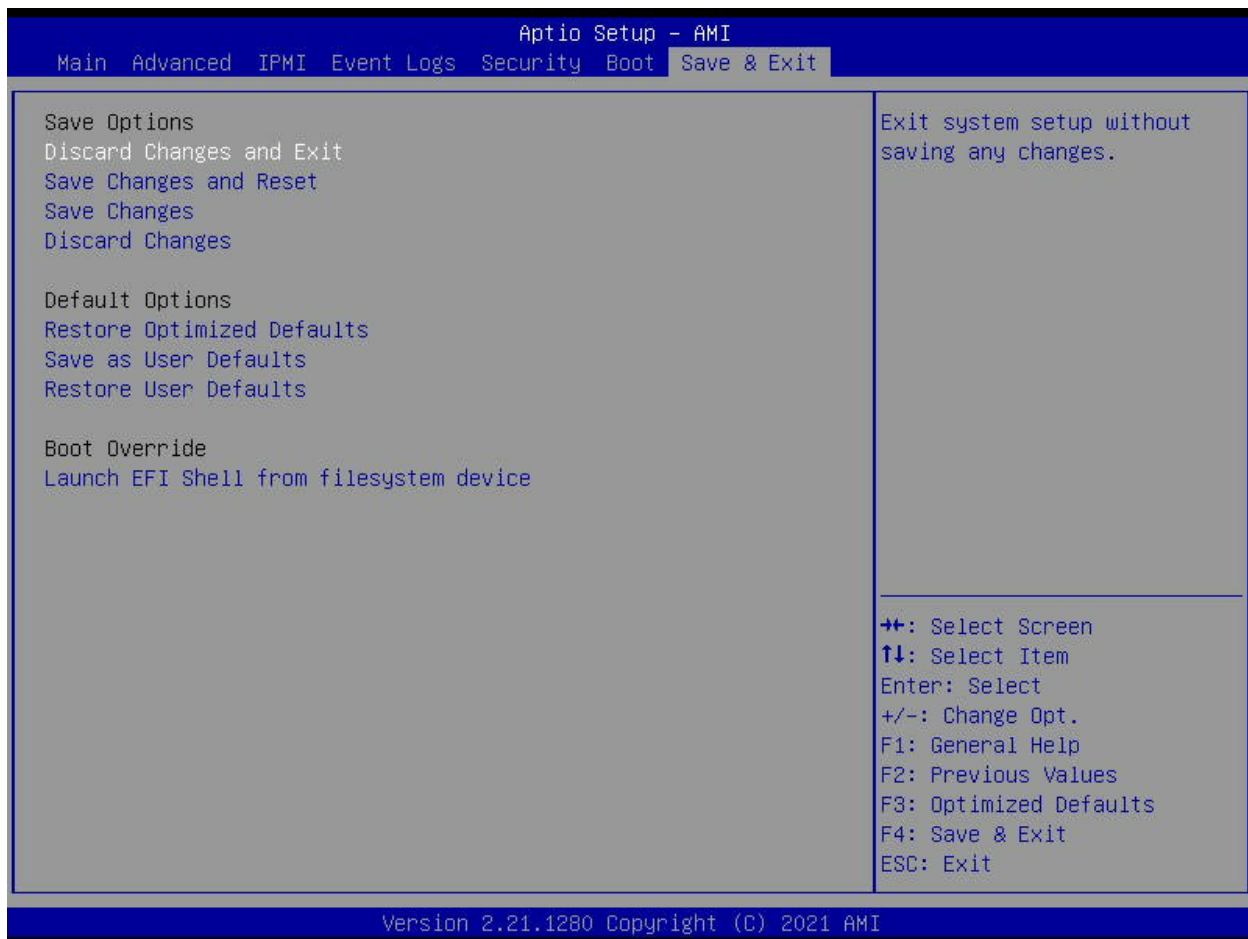 Aptio Setup – AMI
Main Advanced IPMI Event Logs Security Boot Save & Exit
Save Options
Discard Changes and Exit
Save Changes and Reset
Save Changes
Discard Changes
Default Options
Restore Optimized Defaults
Save as User Defaults
Restore User Defaults
Boot Override
Launch EFI Shell from filesystem device
Exit system setup without
saving any changes.
→←: Select Screen
↑↓: Select Item
Enter: Select
+/-: Change Opt.
F1: General Help
F2: Previous Values
F3: Optimized Defaults
F4: Save & Exit
ESC: Exit
Version 2.21.1280 Copyright (C) 2021 AMI